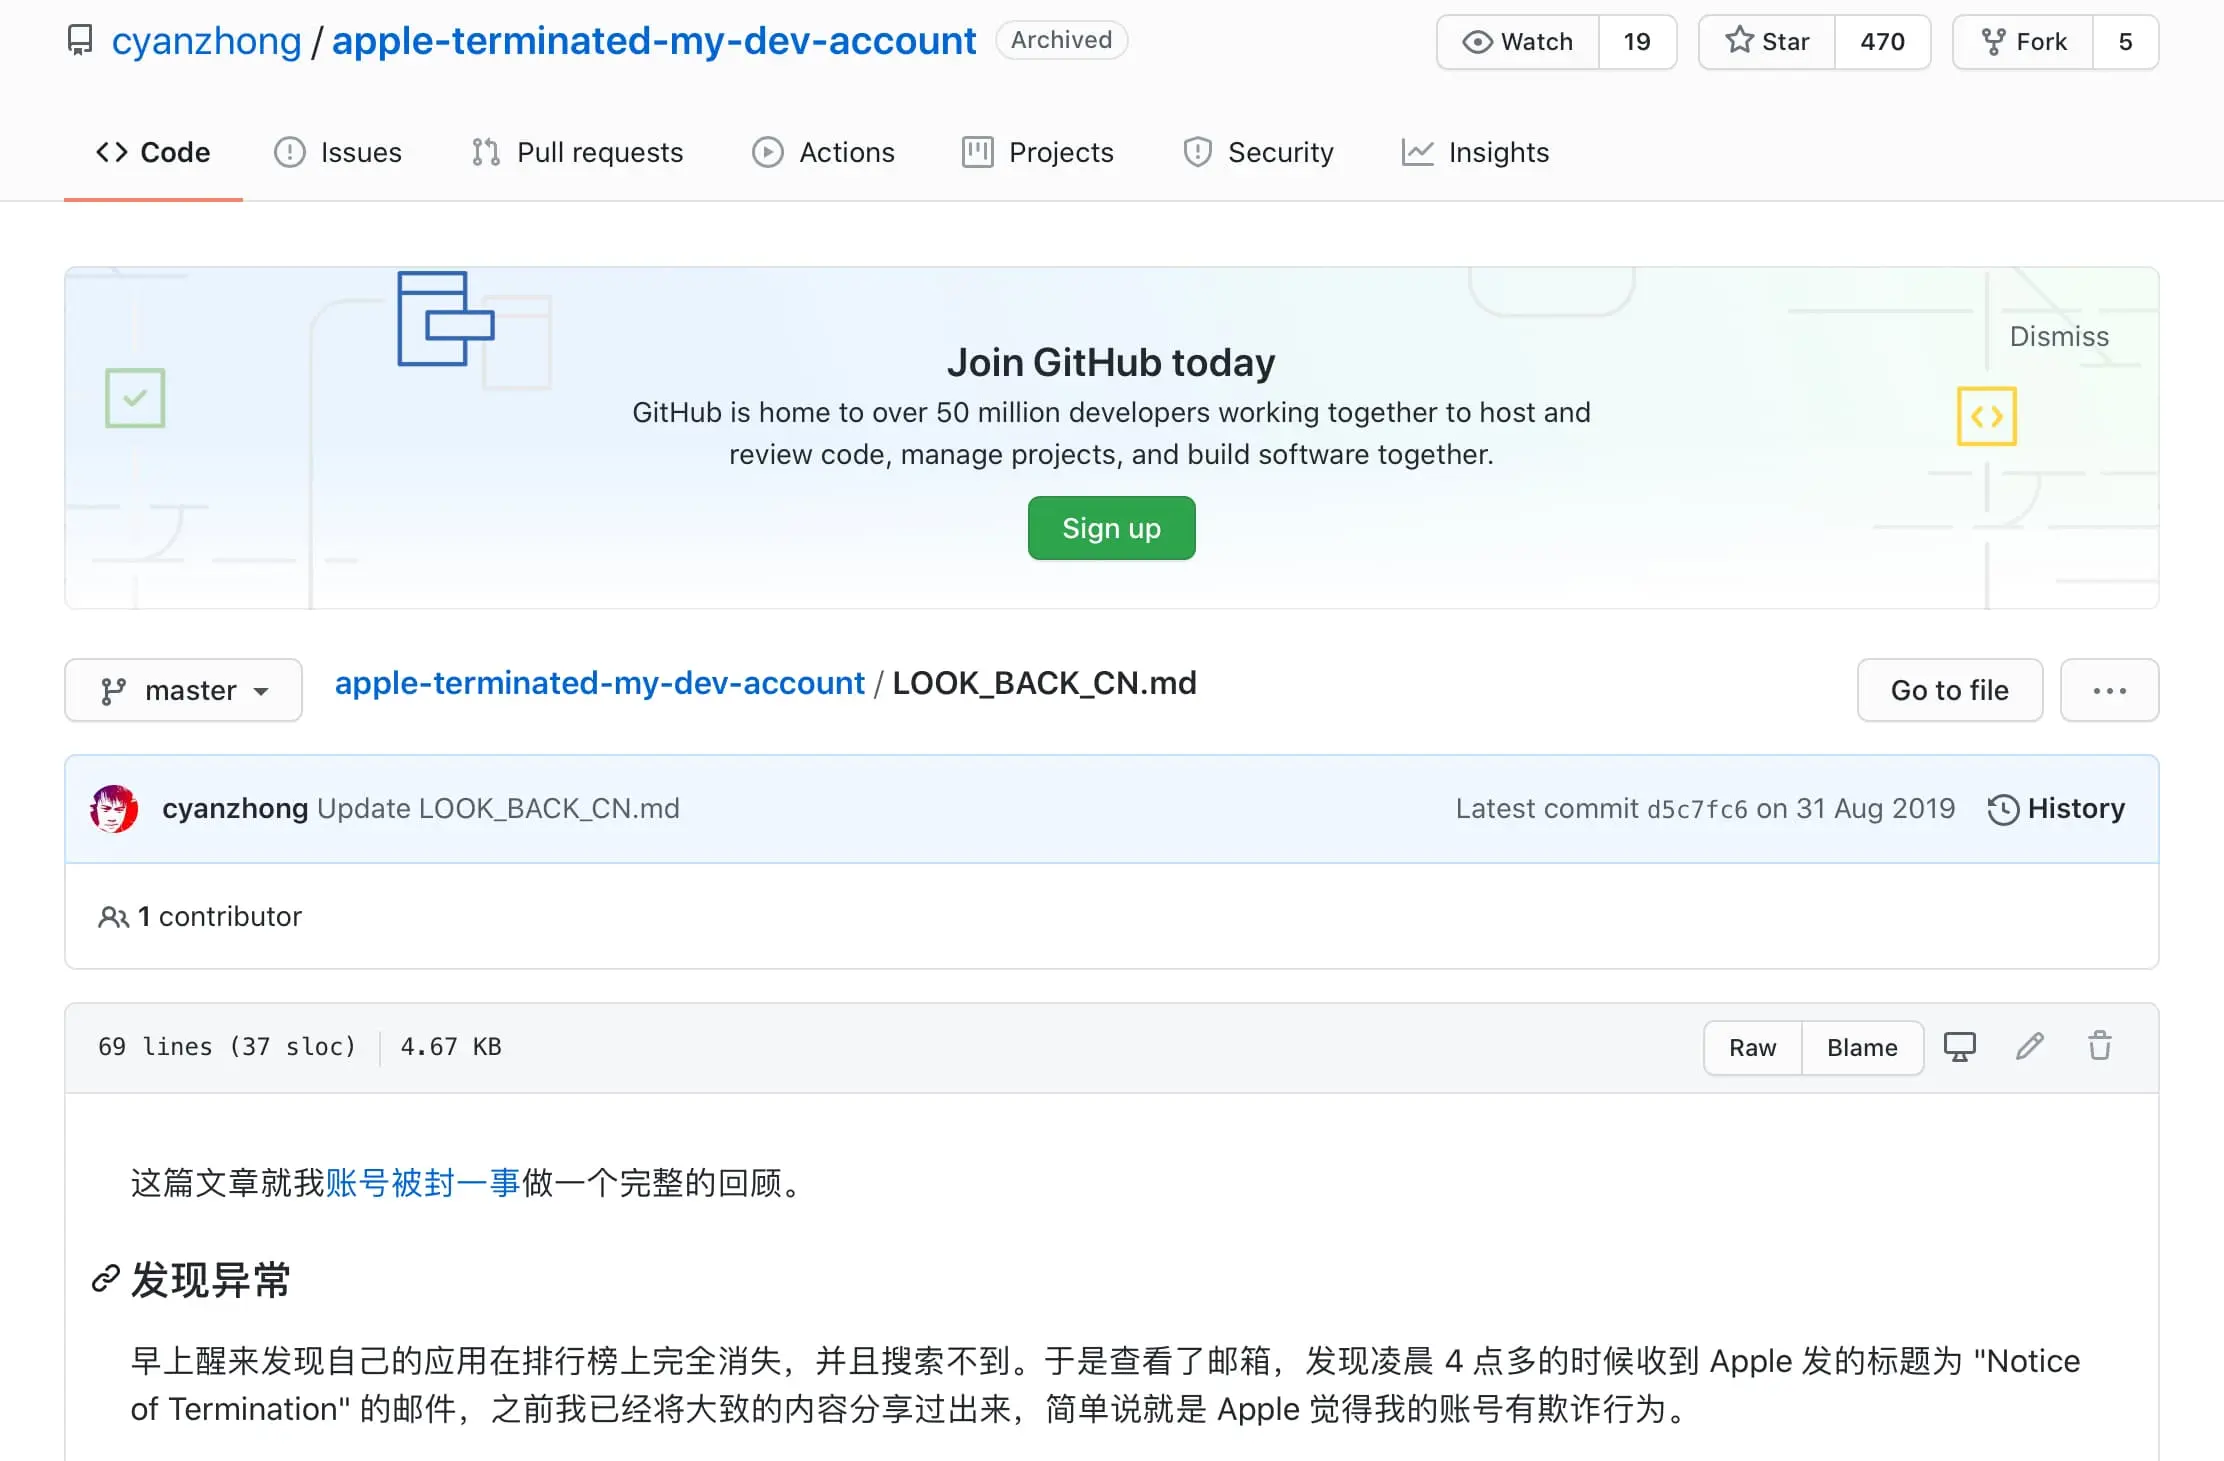 cyanzhong / apple-terminated-my-dev-account Archived Watch 19 Star 470 Fork 5
Code Issues Pull requests Actions Projects Security Insights
Dismiss
Join GitHub today
GitHub is home to over 50 million developers working together to host and
review code, manage projects, and build software together.
Sign up
master apple-terminated-my-dev-account / LOOK_BACK_CN.md Go to file ...
cyanzhong Update LOOK_BACK_CN.md Latest commit d5c7fc6 on 31 Aug 2019 History
1 contributor
69 lines (37 sloc) 4.67 KB Raw Blame
这篇文章就我账号被封一事做一个完整的回顾。
发现异常
早上醒来发现自己的应用在排行榜上完全消失，并且搜索不到。于是查看了邮箱，发现凌晨 4 点多的时候收到 Apple 发的标题为 "Notice
of Termination" 的邮件，之前我已经将大致的内容分享过出来，简单说就是 Apple 觉得我的账号有欺诈行为。